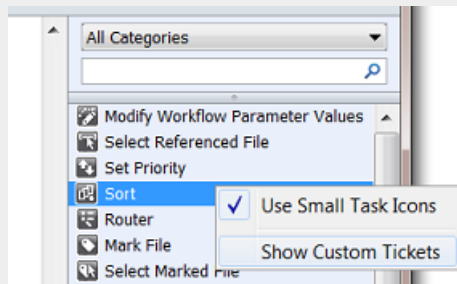 All Categories
Modify Workflow Parameter Values
Select Referenced File
Set Priority
Sort
Use Small Task Icons
Router
Mark File
Show Custom Tickets
Select Marked File